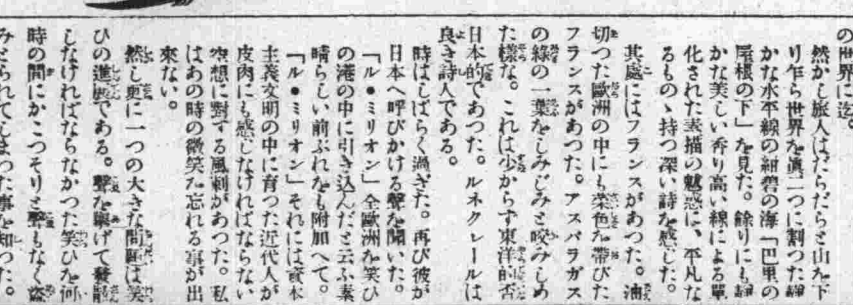 の世界に迄。
然かし旅人はだらだらと山を下
り乍ら世界を眞二つに割つた靜
かな水平線の紺碧の海「巴里の
屋根の下」を見た。餘りにも靜
かな美しい香り高い線による單
化された素描の魅惑に、平凡な
るものゝ持つ深い詩を感じた。
其處にはフランスがあつた。油
切つた歐洲の中にも染色を帶びた
フランスがあつた。アスパラガス
の綠の一葉をしみじみと咬みしめ
た樣な。これは少からず東洋的否
日本的であつた。ルネクレールは
良き詩人である。
時はしばらく過ぎた。再び彼が
日本へ呼びかける聲を聞いた。
「ル・ミリオン」全歐洲を笑ひ
の港の中に引き込んだと云ふ素
晴らしい前ぶれをも附加へて。
「ル・ミリオン」それには資本
主義文明の中に育つた近代人が
皮肉にも感じなければならない
空想に對する風刺があつた。私
はあの時の微笑を忘れる事が出
來ない。
然し更に一つの大きな問題は笑
ひの進展である。聲を擧げて發散
しなければならなかつた笑ひを何
時の間にかこつそりと聲もなく盜
みとられてしまつた事を知つた。